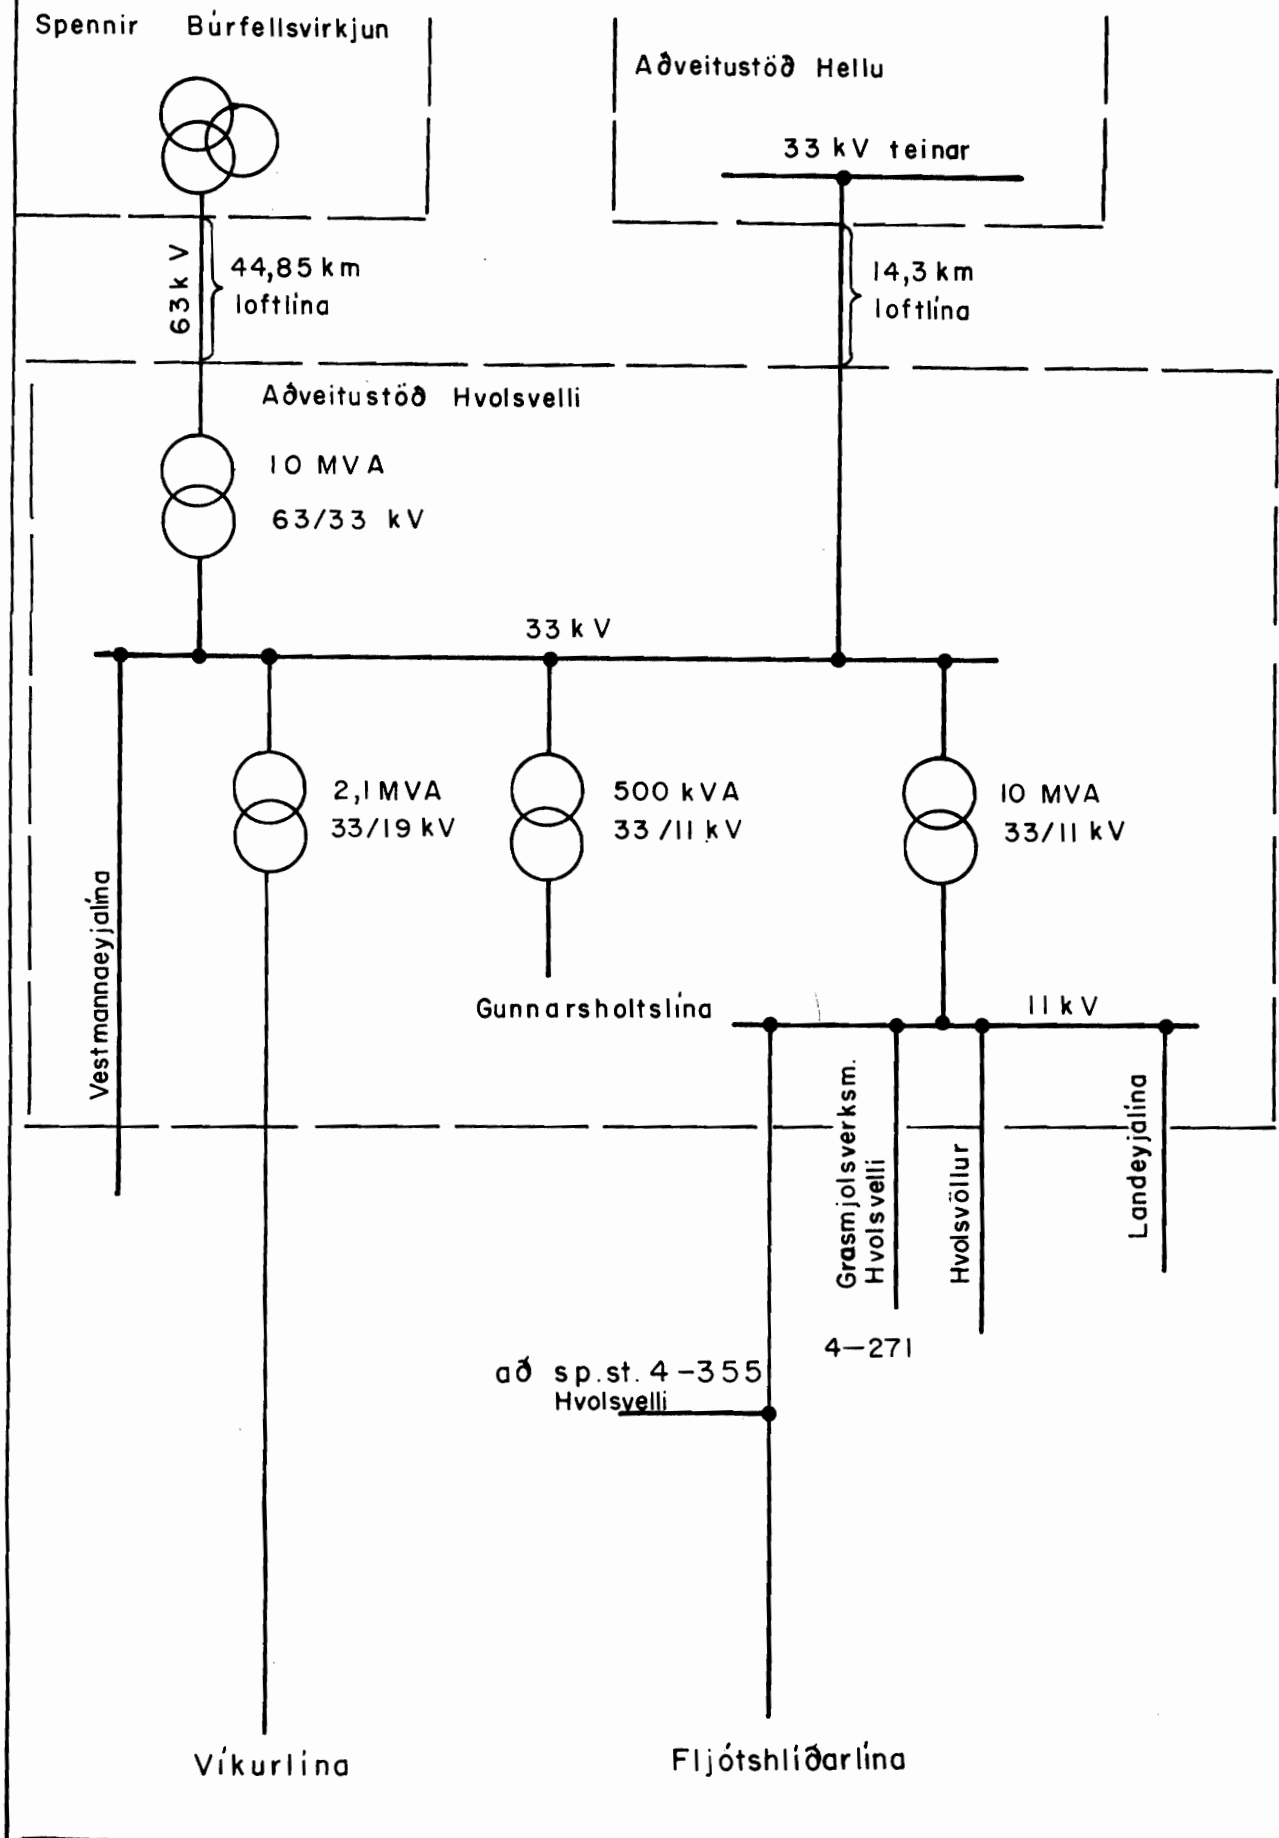 Spennir Búrfellsvirkjun
Aðveitustöð Hellu
33 kV teinar
63 kV
44,85 km
loftlína
14,3 km
loftlína
Aðveitustöð Hvolsvelli
10 MVA
63/33 kV
33 kV
2,1 MVA
33/19 kV
500 kVA
33/11 kV
10 MVA
33/11 kV
Vestmannaeyjalína
Gunnarsholtslína
11 kV
Grasmjolsverksm.
Hvolsvelli
Hvolsvöllur
Landeyjalína
4-271
að sp.st. 4-355
Hvolsvelli
Víkurlína
Fljótshlíðarlína